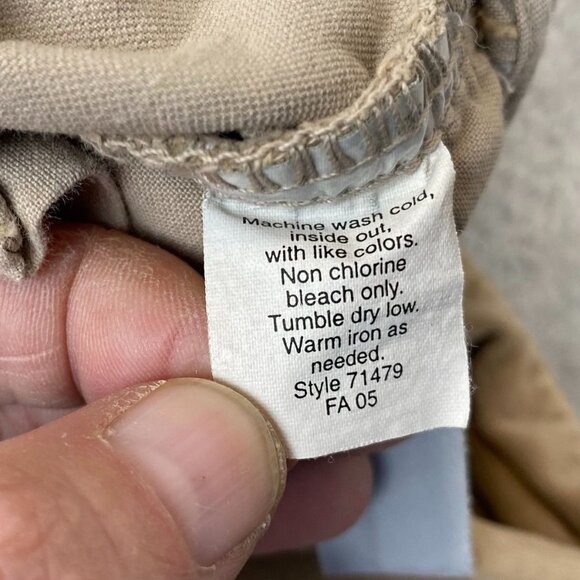 Machine wash cold,
inside out,
with like colors.
Non chlorine
bleach only.
Tumble dry low.
Warm iron as
needed.
Style 71479
FA 05